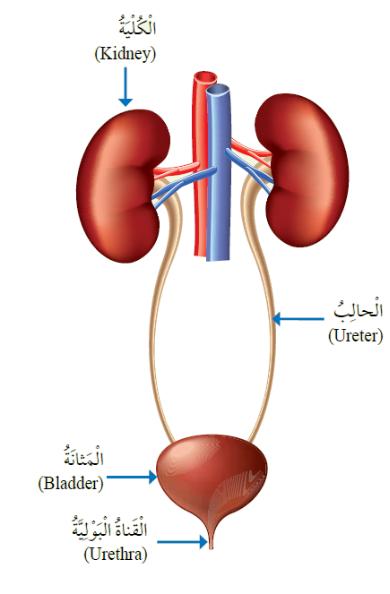 الْكُلْيَةُ
(Kidney)
الْحالِبُ
(Ureter)
الْمَثانَةُ
(Bladder)
الْقَناةُ الْبَوْلِيَّةُ
(Urethra)